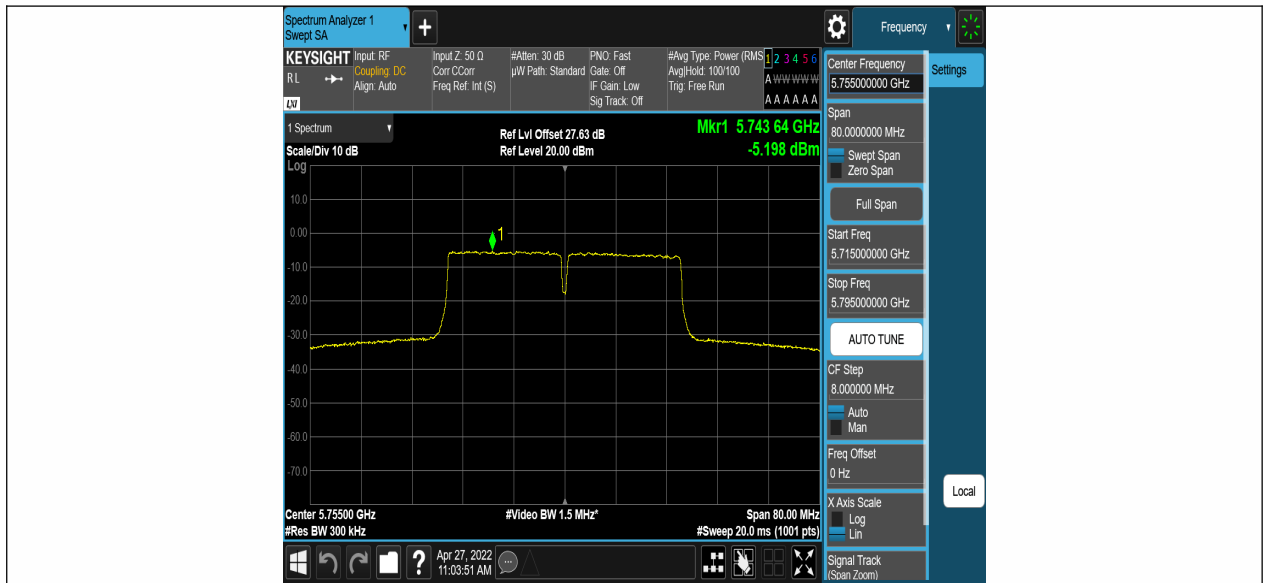 Spectrum Analyzer 1
Swept SA
+
Frequency
KEYSIGHT
RL
LXI
Input: RF
Coupling: DC
Align: Auto
Input Z: 50 Ω
Corr CCorr
Freq Ref: Int (S)
#Atten: 30 dB
µW Path: Standard
PNO: Fast
Gate: Off
IF Gain: Low
Sig Track: Off
#Avg Type: Power (RMS
Avg|Hold: 100/100
Trig: Free Run
1 2 3 4 5 6
A W W W W W
A A A A A A
1 Spectrum
Scale/Div 10 dB
Ref Lvl Offset 27.63 dB
Ref Level 20.00 dBm
Mkr1 5.743 64 GHz
-5.198 dBm
Log
10.0
0.00
-10.0
-20.0
-30.0
-40.0
-50.0
-60.0
-70.0
1
Center 5.75500 GHz
#Res BW 300 kHz
#Video BW 1.5 MHz*
Span 80.00 MHz
#Sweep 20.0 ms (1001 pts)
?
Apr 27, 2022
11:03:51 AM
Center Frequency
5.755000000 GHz
Span
80.0000000 MHz
Swept Span
Zero Span
Full Span
Start Freq
5.715000000 GHz
Stop Freq
5.795000000 GHz
AUTO TUNE
CF Step
8.000000 MHz
Auto
Man
Freq Offset
0 Hz
X Axis Scale
Log
Lin
Signal Track
(Span Zoom)
Settings
Local